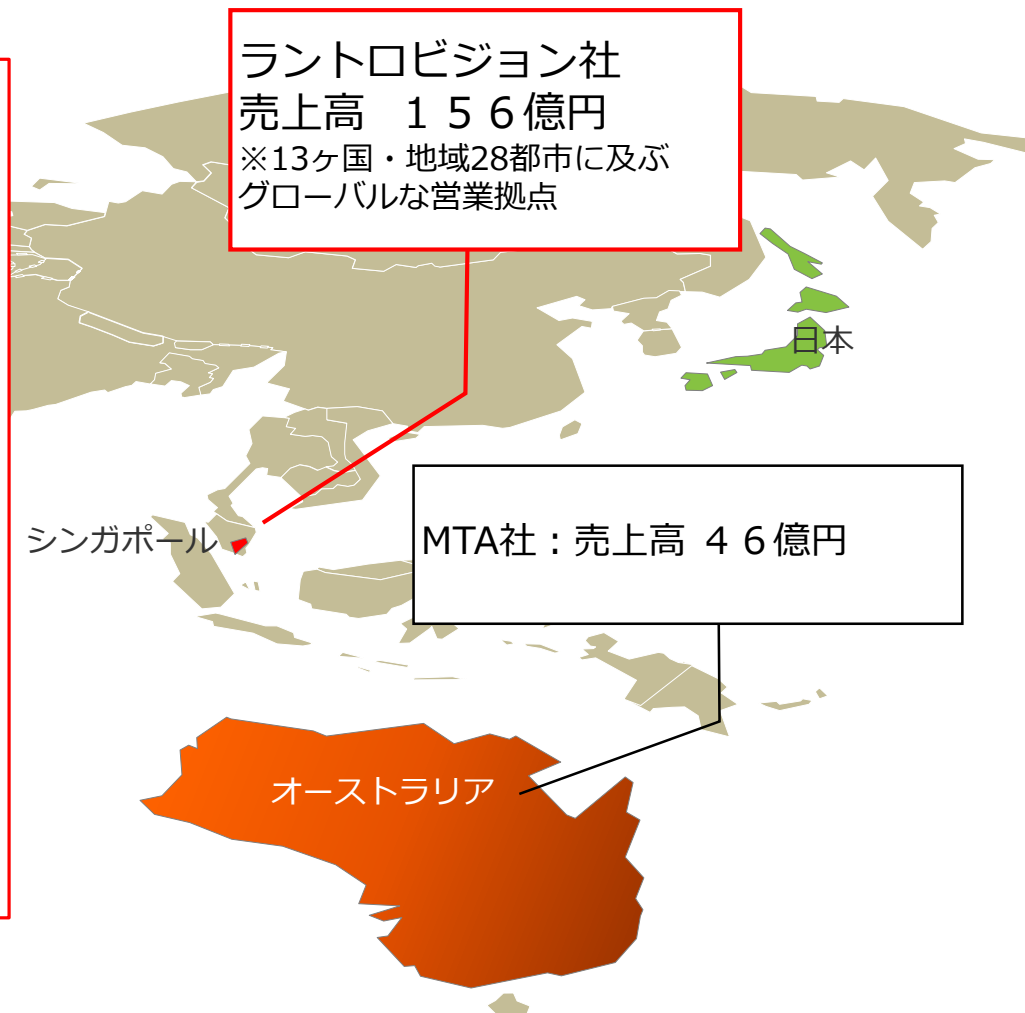 ラントロビジョン社
売上高　１５６億円
※13ヶ国・地域28都市に及ぶ
グローバルな営業拠点
日本
シンガポール
MTA社：売上高 ４６億円
オーストラリア